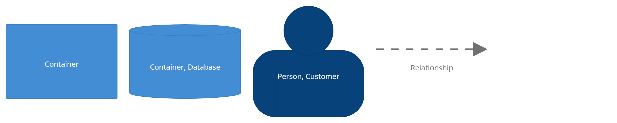 Container
Container, Database
Person, Customer
Relationship